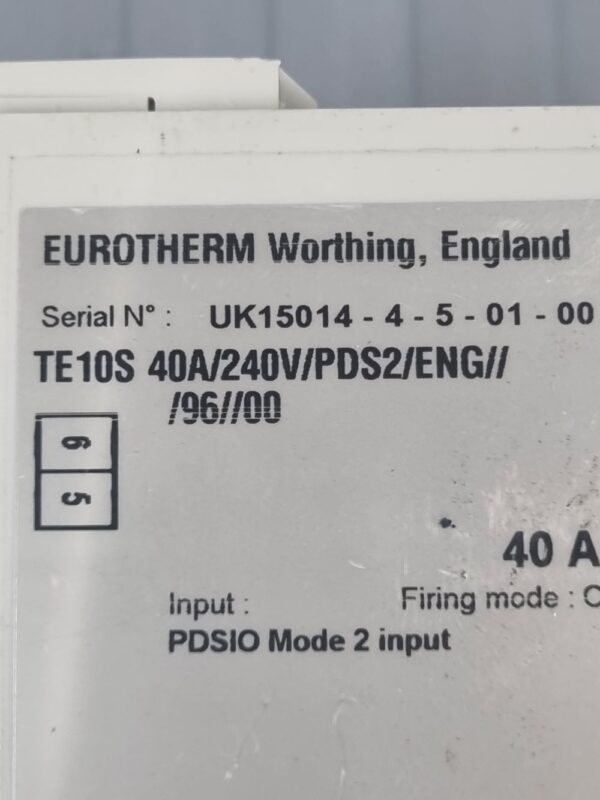 EUROTHERM Worthing, England
Serial N° : UK15014 - 4 - 5 - 01 - 00
TE10S 40A/240V/PDS2/ENG//
/96//00
6
5
40 A
Input : Firing mode :
PDSIO Mode 2 input